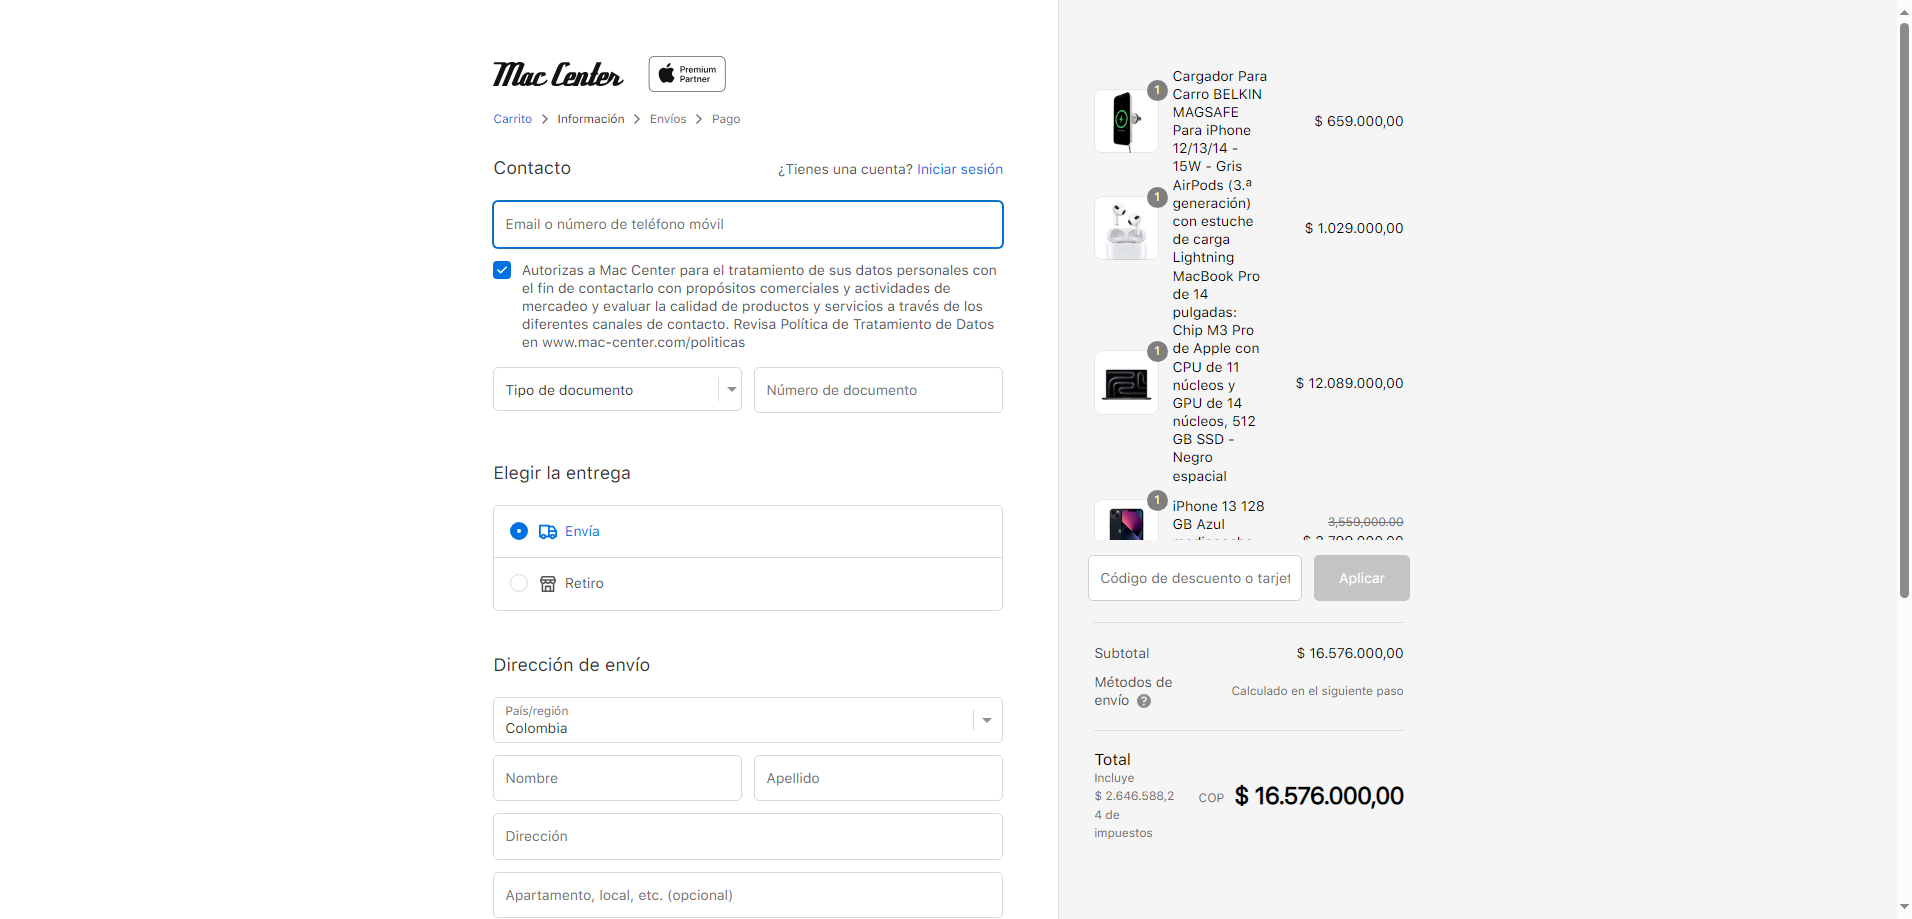 Mac Center
Premium
Partner
Carrito > Información > Envíos > Pago
Contacto
¿Tienes una cuenta? Iniciar sesión
Email o número de teléfono móvil
Autorizas a Mac Center para el tratamiento de sus datos personales con
el fin de contactarlo con propósitos comerciales y actividades de
mercadeo y evaluar la calidad de productos y servicios a través de los
diferentes canales de contacto. Revisa Política de Tratamiento de Datos
en www.mac-center.com/politicas
Tipo de documento
Número de documento
Elegir la entrega
Envía
Retiro
Dirección de envío
País/región
Colombia
Nombre
Apellido
Dirección
Apartamento, local, etc. (opcional)
1
Cargador Para
Carro BELKIN
MAGSAFE
Para iPhone
12/13/14 -
15W - Gris
$ 659.000,00
1
AirPods (3.ª
generación)
con estuche
de carga
Lightning
$ 1.029.000,00
1
MacBook Pro
de 14
pulgadas:
Chip M3 Pro
de Apple con
CPU de 11
núcleos y
GPU de 14
núcleos, 512
GB SSD -
Negro
espacial
$ 12.089.000,00
1
iPhone 13 128
GB Azul
3,559,000.00
Código de descuento o tarjet
Aplicar
Subtotal
$ 16.576.000,00
Métodos de
envío ?
Calculado en el siguiente paso
Total
Incluye
$ 2.646.588,2
4 de
impuestos
COP $ 16.576.000,00